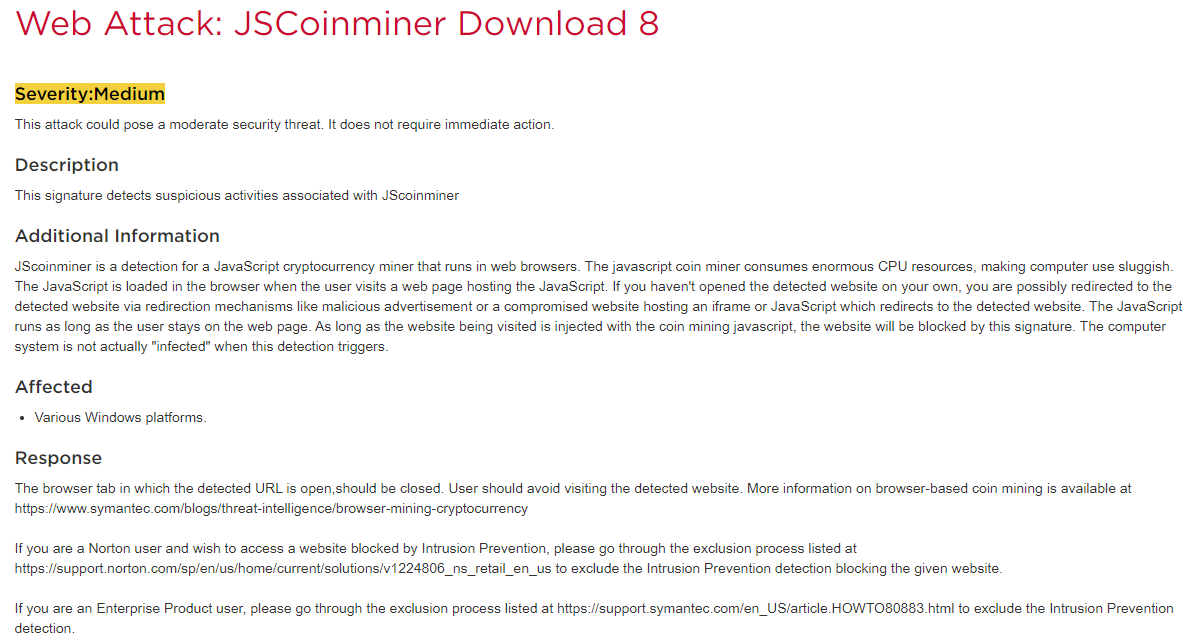 Web Attack: JSCoinminer Download 8
Severity:Medium
This attack could pose a moderate security threat. It does not require immediate action.
Description
This signature detects suspicious activities associated with JScoinminer
Additional Information
JScoinminer is a detection for a JavaScript cryptocurrency miner that runs in web browsers. The javascript coin miner consumes enormous CPU resources, making computer use sluggish.
The JavaScript is loaded in the browser when the user visits a web page hosting the JavaScript. If you haven't opened the detected website on your own, you are possibly redirected to the
detected website via redirection mechanisms like malicious advertisement or a compromised website hosting an iframe or JavaScript which redirects to the detected website. The JavaScript
runs as long as the user stays on the web page. As long as the website being visited is injected with the coin mining javascript, the website will be blocked by this signature. The computer
system is not actually "infected" when this detection triggers.
Affected
• Various Windows platforms.
Response
The browser tab in which the detected URL is open,should be closed. User should avoid visiting the detected website. More information on browser-based coin mining is available at
https://www.symantec.com/blogs/threat-intelligence/browser-mining-cryptocurrency
If you are a Norton user and wish to access a website blocked by Intrusion Prevention, please go through the exclusion process listed at
https://support.norton.com/sp/en/us/home/current/solutions/v1224806_ns_retail_en_us to exclude the Intrusion Prevention detection blocking the given website.
If you are an Enterprise Product user, please go through the exclusion process listed at https://support.symantec.com/en_US/article.HOWTO80883.html to exclude the Intrusion Prevention
detection.